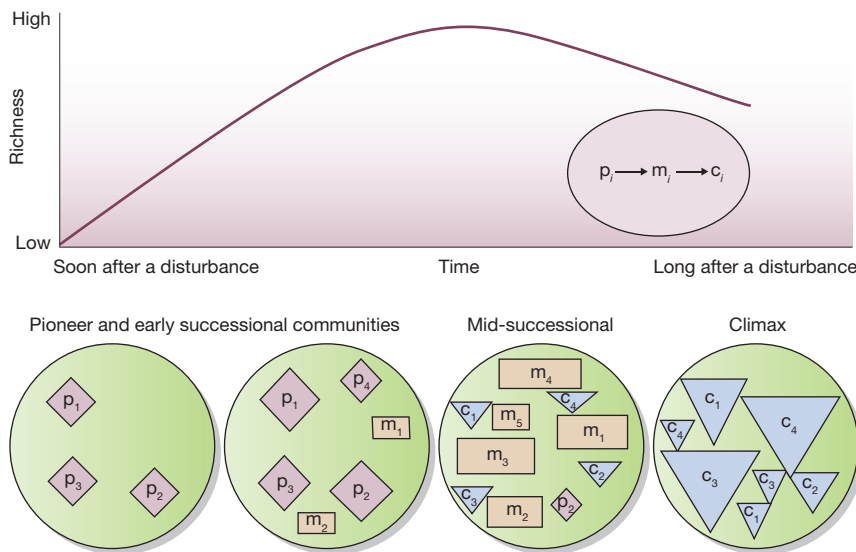 High
Richness
pᵢ → mᵢ → cᵢ
Low
Soon after a disturbance Time Long after a disturbance
Pioneer and early successional communities Mid-successional Climax
p₁
p₃
p₂
p₁
p₄
m₁
p₃
p₂
m₂
m₄
c₁
m₅
c₄
m₁
m₃
c₂
c₃
m₂
p₂
c₁
c₄
c₄
c₃
c₃
c₂
c₁